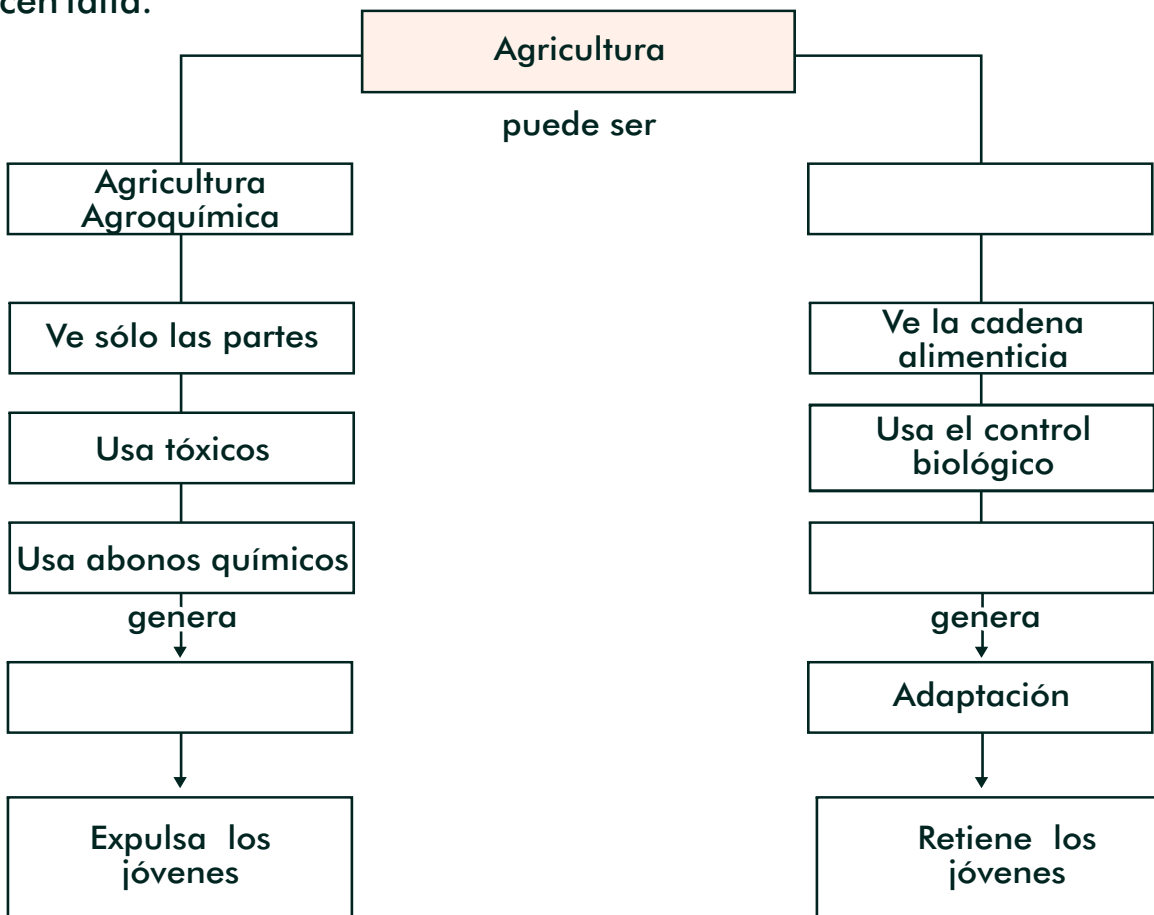 cen falta.
Agricultura
puede ser
Agricultura
Agroquímica
Ve sólo las partes
Ve la cadena
alimenticia
Usa tóxicos
Usa el control
biológico
Usa abonos químicos
genera
genera
Adaptación
Expulsa los
jóvenes
Retiene los
jóvenes